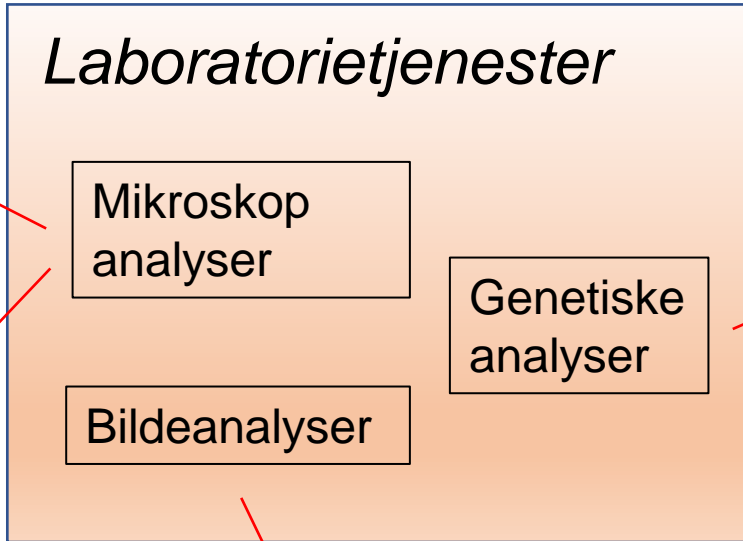 Laboratorietjenester
Mikroskop
analyser
Genetiske
analyser
Bildeanalyser